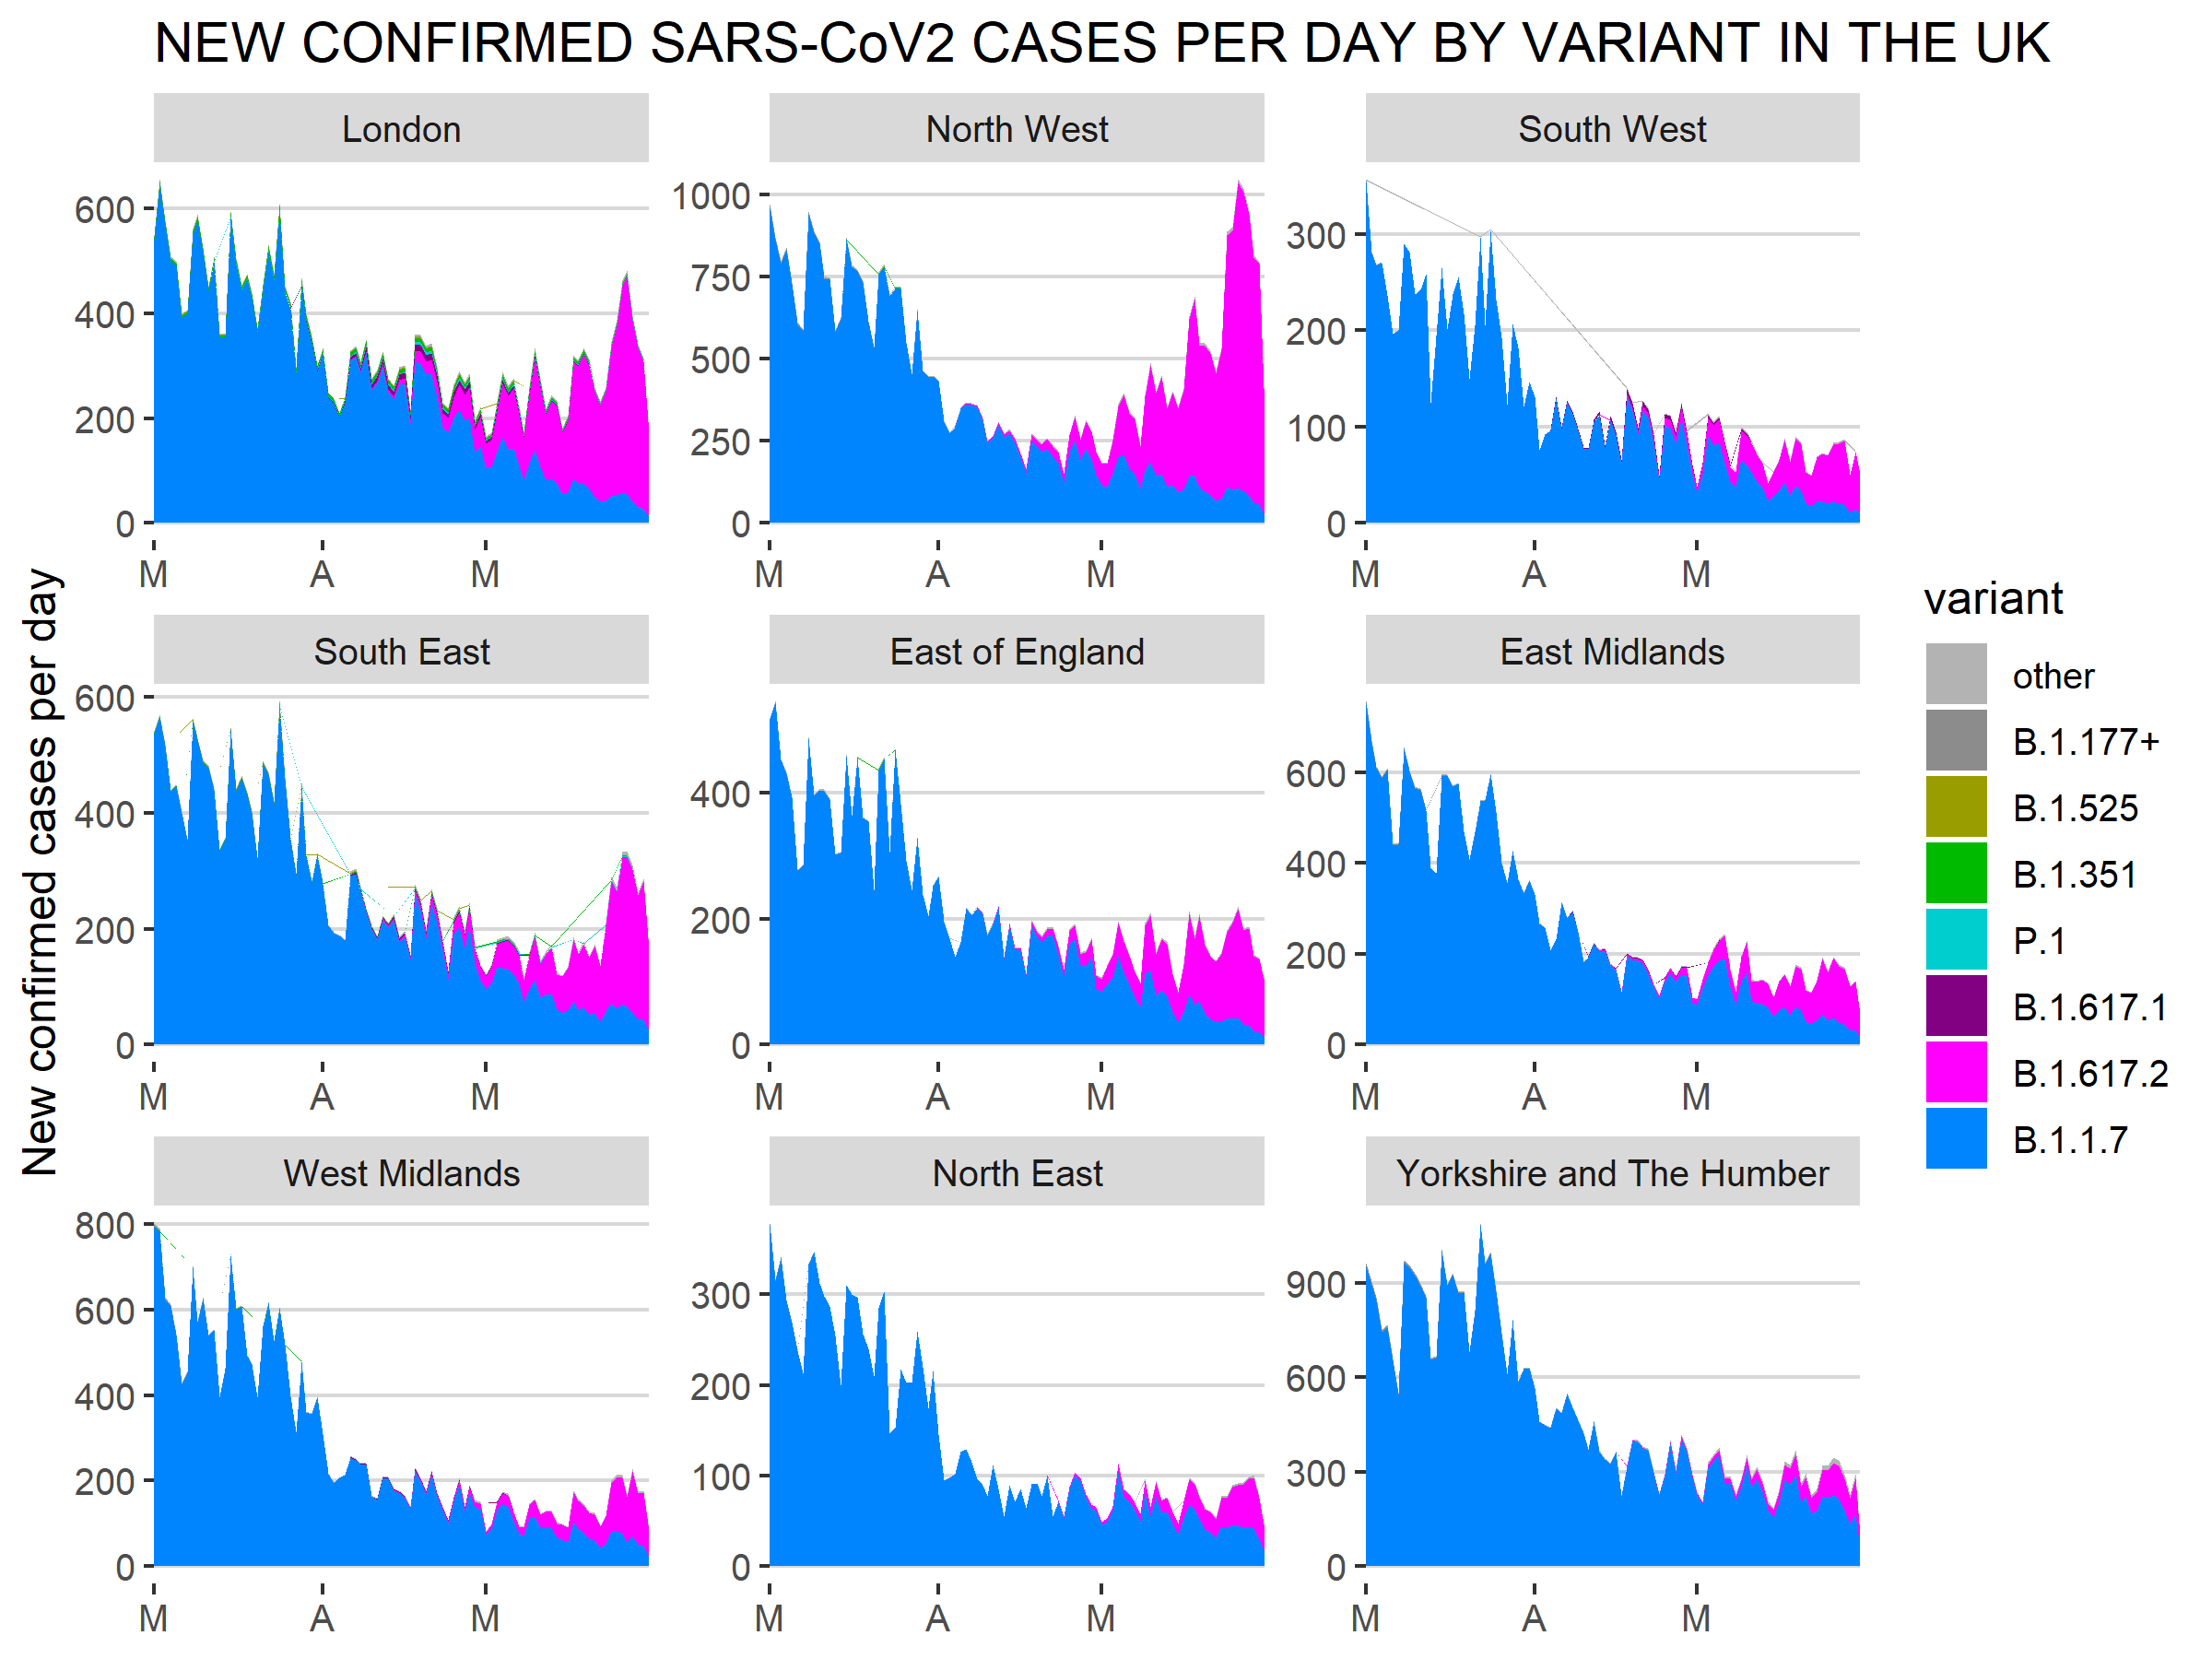 NEW CONFIRMED SARS-CoV2 CASES PER DAY BY VARIANT IN THE UK
New confirmed cases per day
London
600
400
200
0
M A M
North West
1000
750
500
250
0
M A M
South West
300
200
100
0
M A M
South East
600
400
200
0
M A M
East of England
400
200
0
M A M
East Midlands
600
400
200
0
M A M
West Midlands
800
600
400
200
0
M A M
North East
300
200
100
0
M A M
Yorkshire and The Humber
900
600
300
0
M A M
variant
other
B.1.177+
B.1.525
B.1.351
P.1
B.1.617.1
B.1.617.2
B.1.1.7